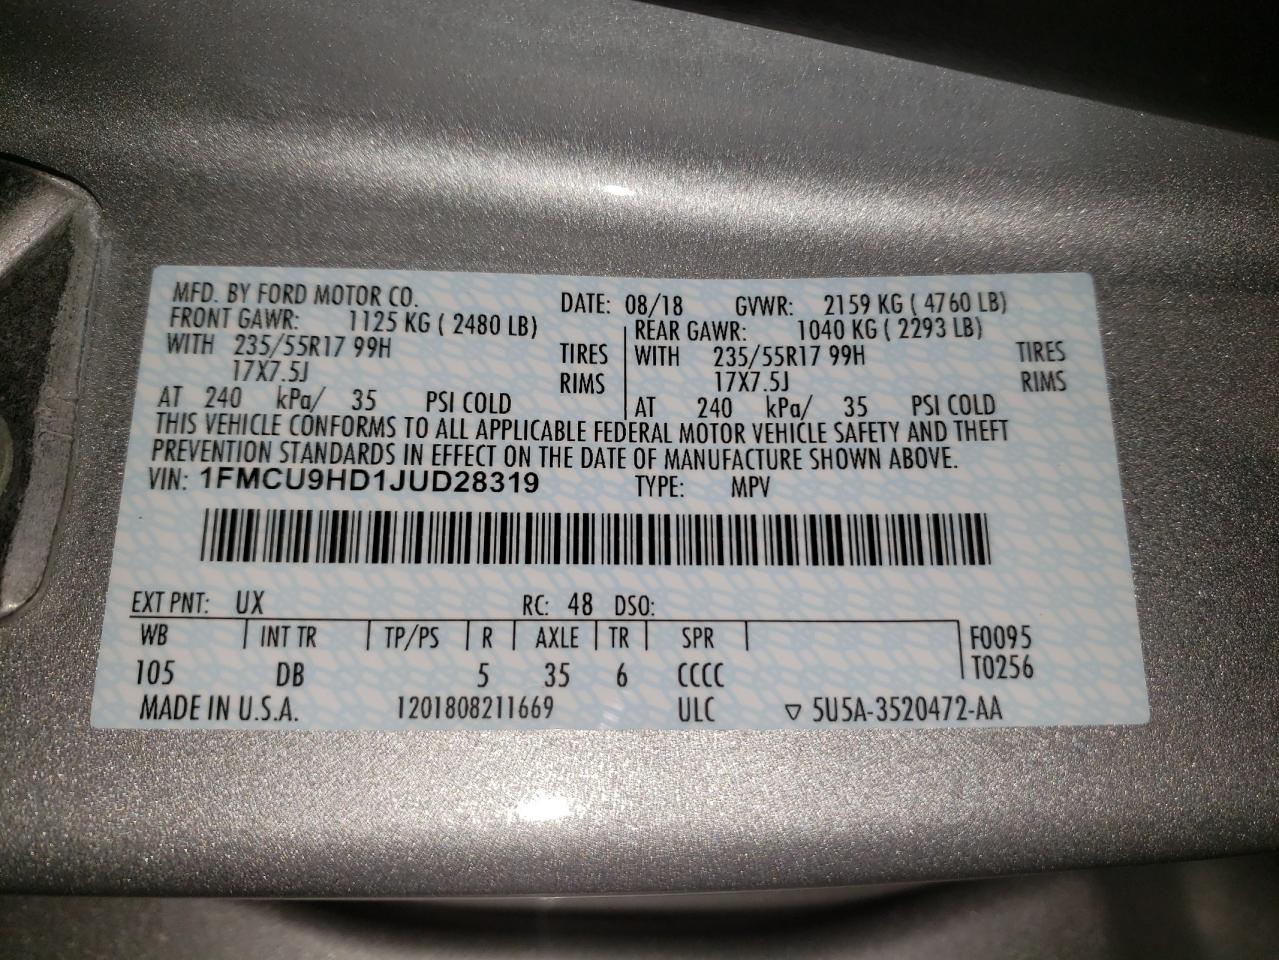 MFD. BY FORD MOTOR CO. DATE: 08/18 GVWR: 2159 KG ( 4760 LB)
FRONT GAWR: 1125 KG ( 2480 LB) REAR GAWR: 1040 KG ( 2293 LB)
WITH 235/55R17 99H TIRES WITH 235/55R17 99H TIRES
17X7.5J RIMS 17X7.5J RIMS
AT 240 kPa/ 35 PSI COLD AT 240 kPa/ 35 PSI COLD
THIS VEHICLE CONFORMS TO ALL APPLICABLE FEDERAL MOTOR VEHICLE SAFETY AND THEFT
PREVENTION STANDARDS IN EFFECT ON THE DATE OF MANUFACTURE SHOWN ABOVE.
VIN: 1FMCU9HD1JUD28319 TYPE: MPV
EXT PNT: UX RC: 48 DSO:
WB INT TR TP/PS R AXLE TR SPR F0095
105 DB 5 35 6 CCCC T0256
MADE IN U.S.A. 1201808211669 ULC ▽ 5U5A-3520472-AA